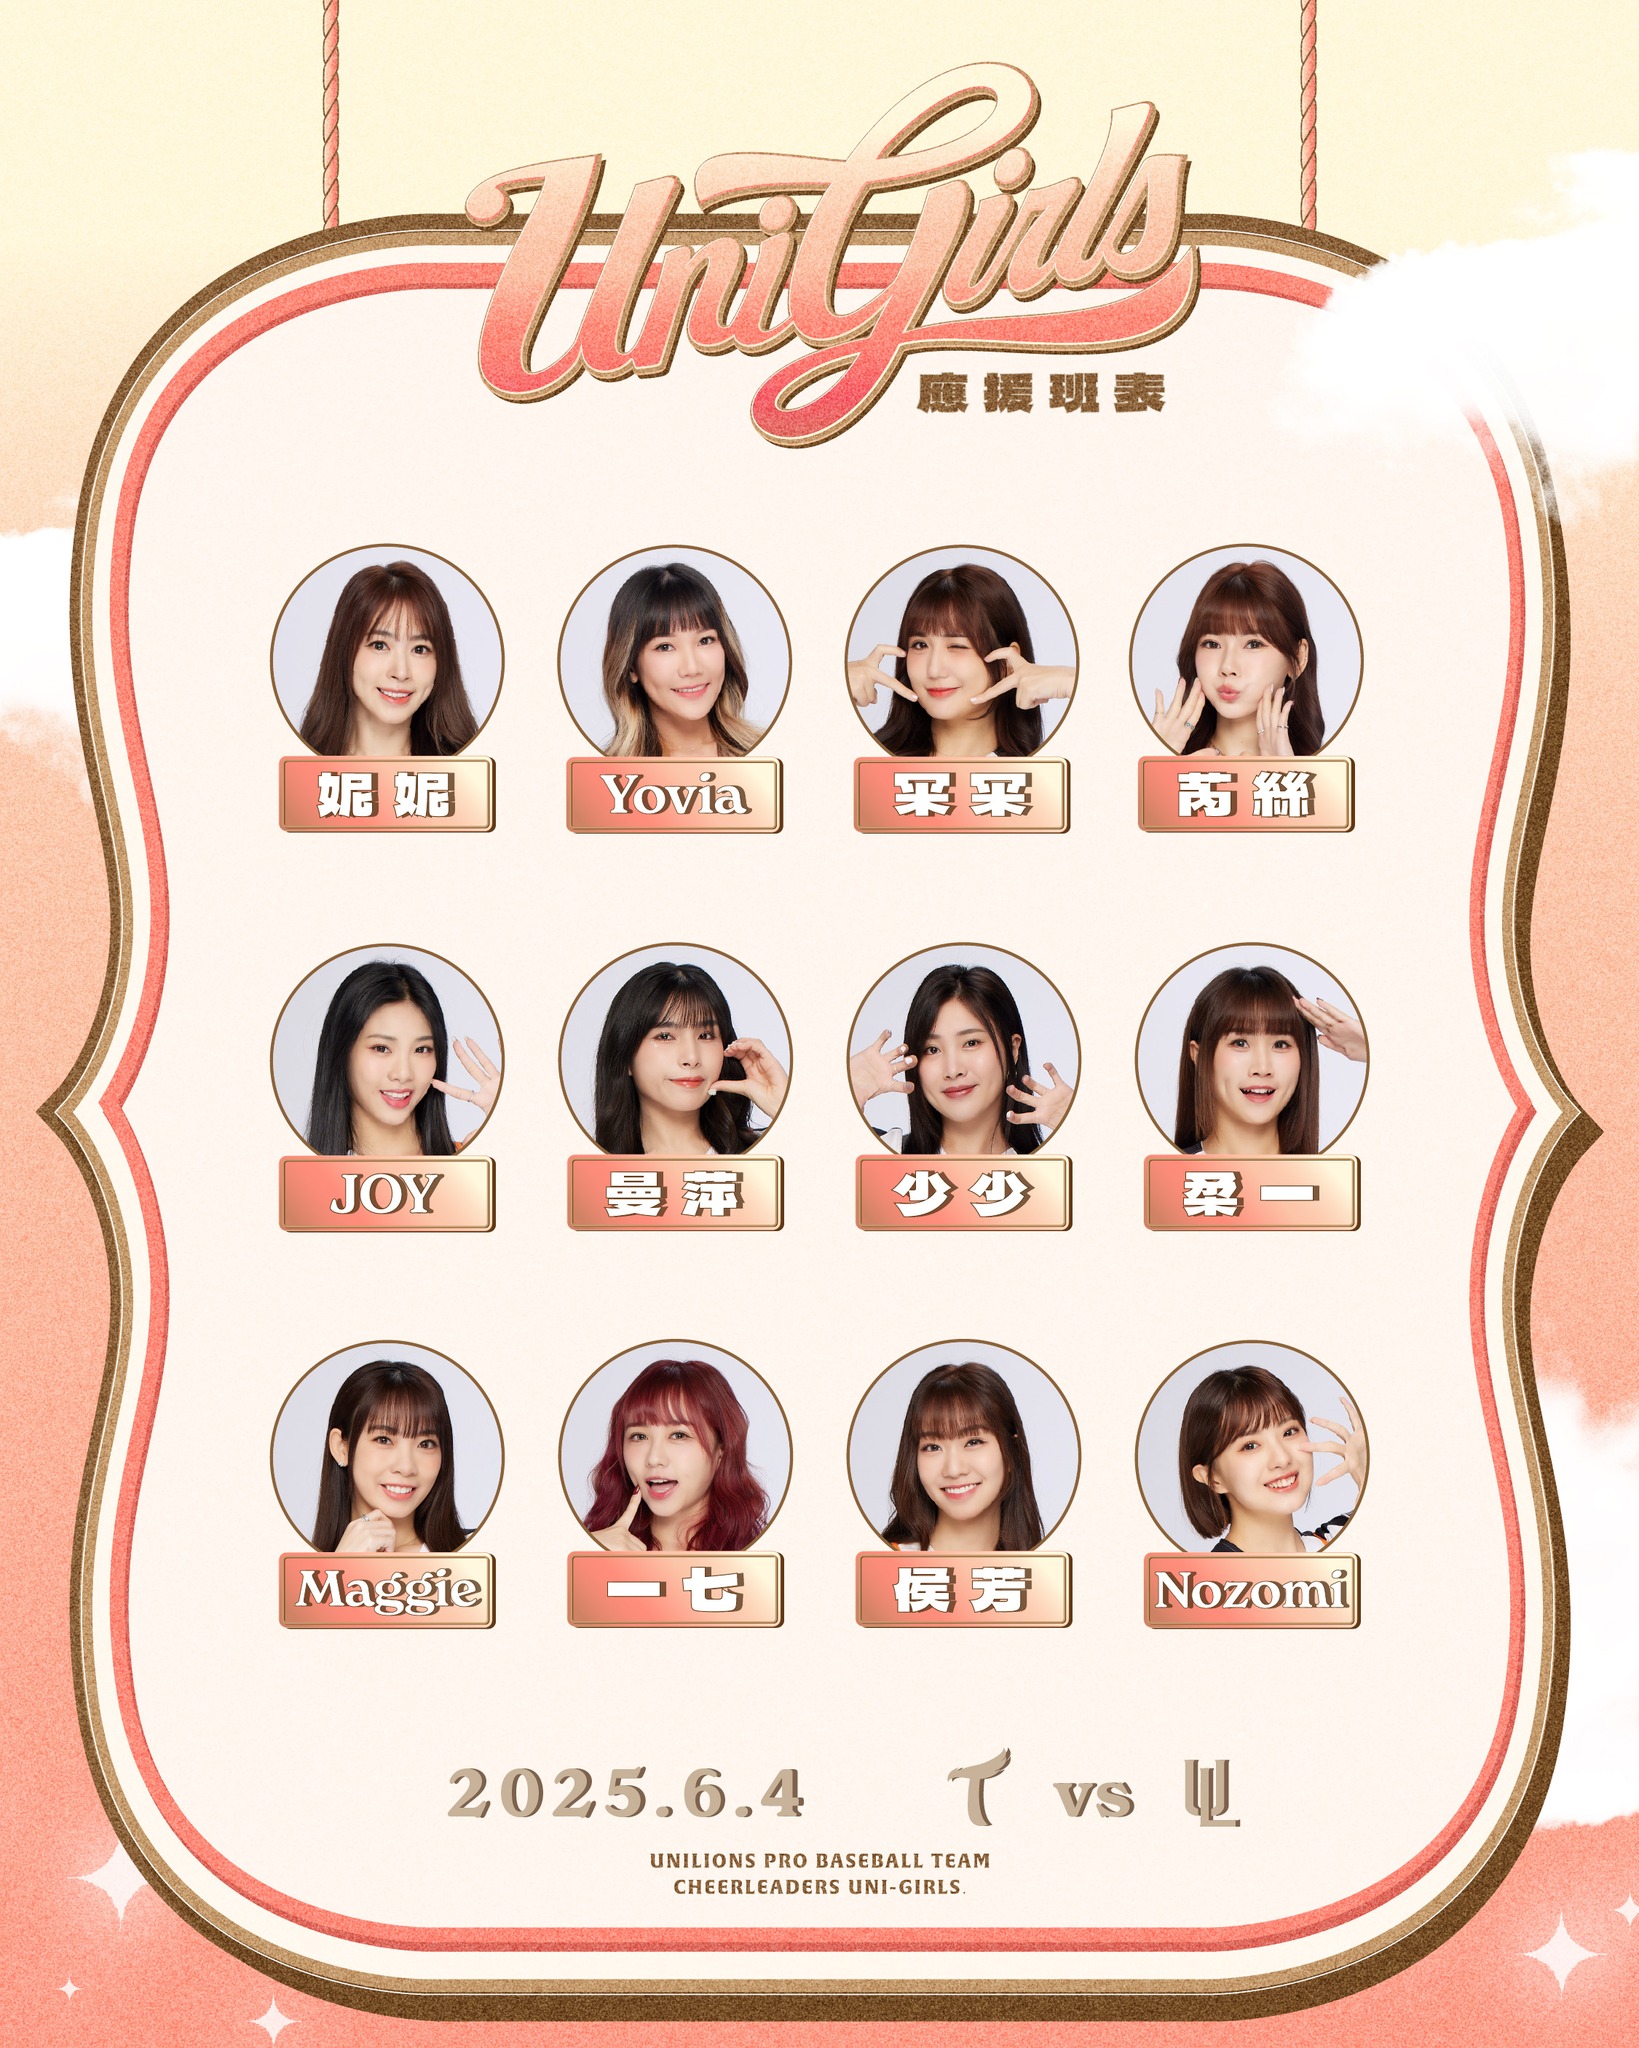 UniGirls
應援班表
妮妮
Yovia
采采
芮絲
JOY
曼萍
少少
桑一
Maggie
一七
侯芳
Nozomi
2025.6.4 T vs UL
UNILIONS PRO BASEBALL TEAM
CHEERLEADERS UNI-GIRLS.